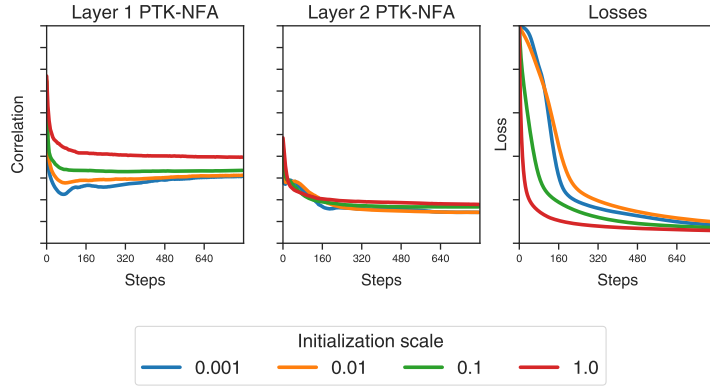 Layer 1 PTK-NFA
Layer 2 PTK-NFA
Losses
Correlation
Loss
0 160 320 480 640
0 160 320 480 640
0 160 320 480 640
Steps
Steps
Steps
Initialization scale
0.001 0.01 0.1 1.0